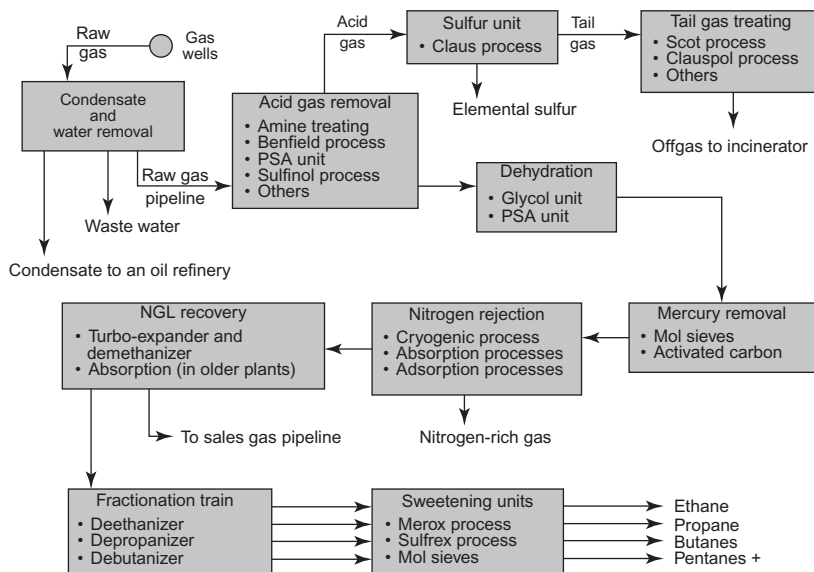 Raw
gas
Gas
wells
Condensate
and
water removal
Raw gas
pipeline
Waste water
Condensate to an oil refinery
Acid gas removal
• Amine treating
• Benfield process
• PSA unit
• Sulfinol process
• Others
Acid
gas
Sulfur unit
• Claus process
Elemental sulfur
Tail
gas
Tail gas treating
• Scot process
• Clauspol process
• Others
Offgas to incinerator
Dehydration
• Glycol unit
• PSA unit
Mercury removal
• Mol sieves
• Activated carbon
Nitrogen rejection
• Cryogenic process
• Absorption processes
• Adsorption processes
Nitrogen-rich gas
NGL recovery
• Turbo-expander and
demethanizer
• Absorption (in older plants)
To sales gas pipeline
Fractionation train
• Deethanizer
• Depropanizer
• Debutanizer
Sweetening units
• Merox process
• Sulfrex process
• Mol sieves
Ethane
Propane
Butanes
Pentanes +